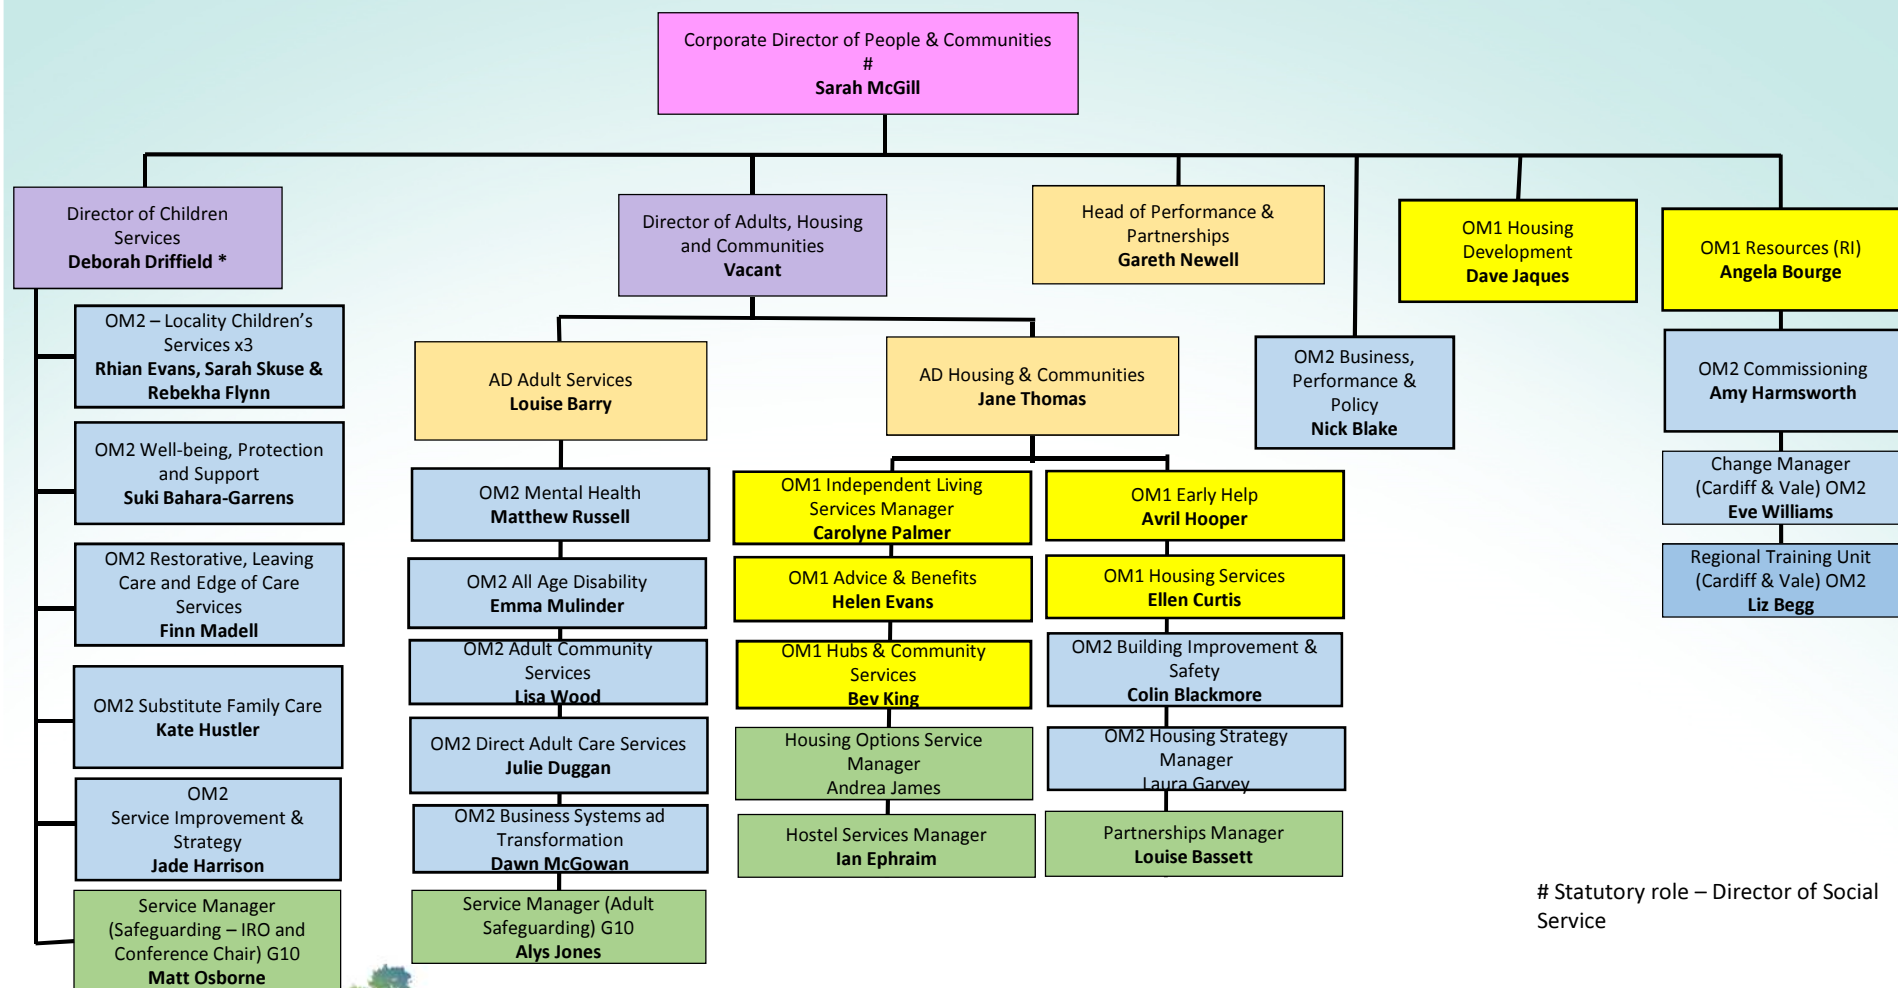 Corporate Director of People & Communities
#
Sarah McGill
Director of Children
Services
Deborah Driffield *
OM2 – Locality Children's
Services x3
Rhian Evans, Sarah Skuse &
Rebekha Flynn
OM2 Well-being, Protection
and Support
Suki Bahara-Garrens
OM2 Restorative, Leaving
Care and Edge of Care
Services
Finn Madell
OM2 Substitute Family Care
Kate Hustler
OM2
Service Improvement &
Strategy
Jade Harrison
Service Manager
(Safeguarding – IRO and
Conference Chair) G10
Matt Osborne
Director of Adults, Housing
and Communities
Vacant
AD Adult Services
Louise Barry
OM2 Mental Health
Matthew Russell
OM2 All Age Disability
Emma Mulinder
OM2 Adult Community
Services
Lisa Wood
OM2 Direct Adult Care Services
Julie Duggan
OM2 Business Systems ad
Transformation
Dawn McGowan
Service Manager (Adult
Safeguarding) G10
Alys Jones
AD Housing & Communities
Jane Thomas
OM1 Independent Living
Services Manager
Carolyne Palmer
OM1 Advice & Benefits
Helen Evans
OM1 Hubs & Community
Services
Bev King
Housing Options Service
Manager
Andrea James
Hostel Services Manager
Ian Ephraim
OM1 Early Help
Avril Hooper
OM1 Housing Services
Ellen Curtis
OM2 Building Improvement &
Safety
Colin Blackmore
OM2 Housing Strategy
Manager
Laura Garvey
Partnerships Manager
Louise Bassett
Head of Performance &
Partnerships
Gareth Newell
OM2 Business,
Performance &
Policy
Nick Blake
OM1 Housing
Development
Dave Jaques
OM1 Resources (RI)
Angela Bourge
OM2 Commissioning
Amy Harmsworth
Change Manager
(Cardiff & Vale) OM2
Eve Williams
Regional Training Unit
(Cardiff & Vale) OM2
Liz Begg
# Statutory role – Director of Social
Service